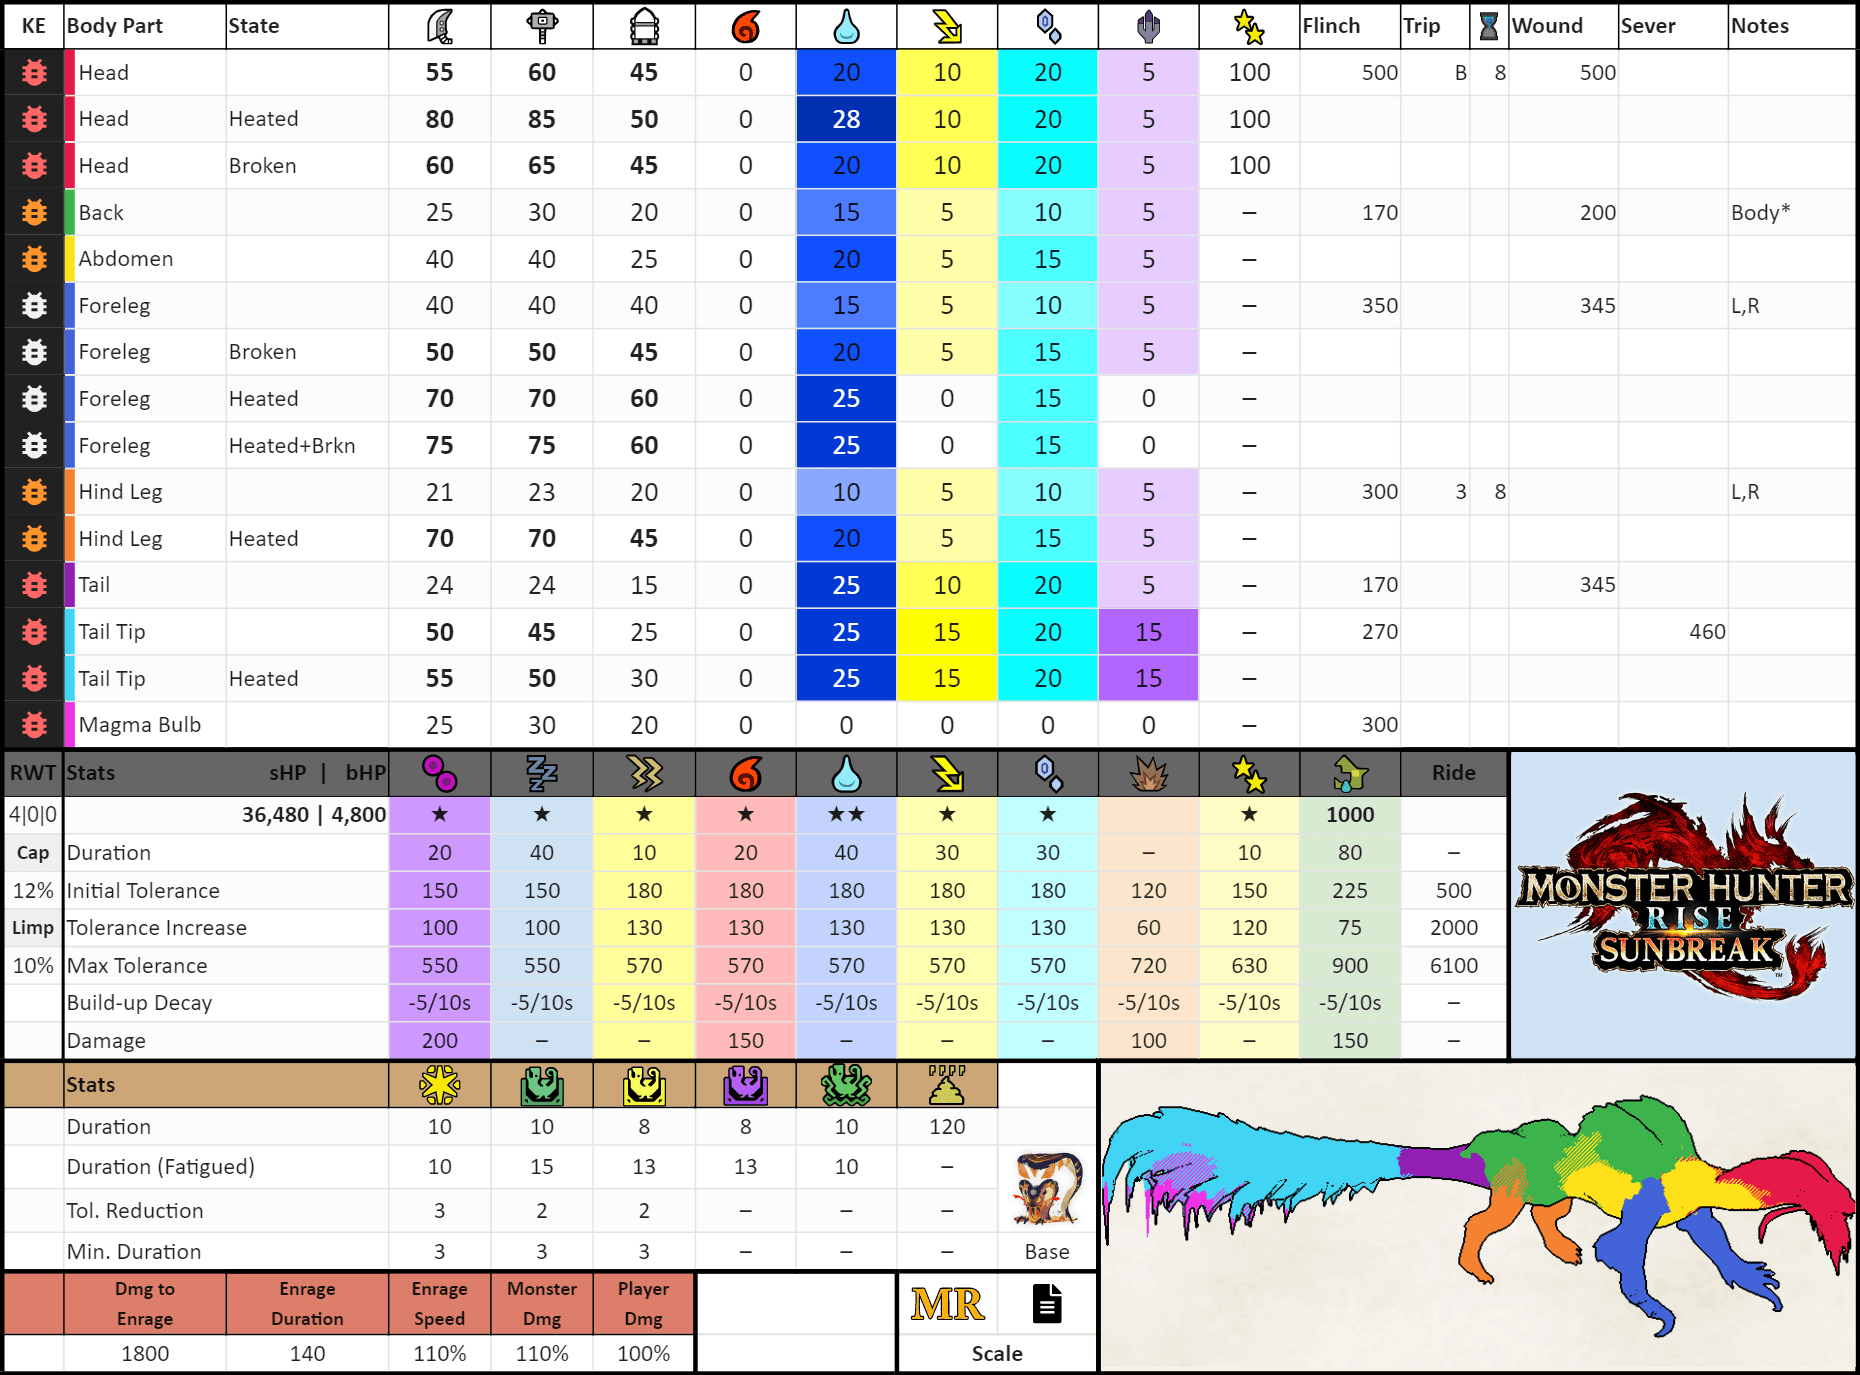 KE Body Part State Flinch Trip Wound Sever Notes
Head 55 60 45 0 20 10 20 5 100 500 B 8 500
Head Heated 80 85 50 0 28 10 20 5 100
Head Broken 60 65 45 0 20 10 20 5 100
Back 25 30 20 0 15 5 10 5 – 170 200 Body*
Abdomen 40 40 25 0 20 5 15 5 –
Foreleg 40 40 40 0 15 5 10 5 – 350 345 L,R
Foreleg Broken 50 50 45 0 20 5 15 5 –
Foreleg Heated 70 70 60 0 25 0 15 0 –
Foreleg Heated+Brkn 75 75 60 0 25 0 15 0 –
Hind Leg 21 23 20 0 10 5 10 5 – 300 3 8 L,R
Hind Leg Heated 70 70 45 0 20 5 15 5 –
Tail 24 24 15 0 25 10 20 5 – 170 345
Tail Tip 50 45 25 0 25 15 20 15 – 270 460
Tail Tip Heated 55 50 30 0 25 15 20 15 –
Magma Bulb 25 30 20 0 0 0 0 0 – 300
RWT Stats sHP | bHP Ride
4|0|0 36,480 | 4,800 ★ ★ ★ ★ ★★ ★ ★ ★ 1000
Cap Duration 20 40 10 20 40 30 30 – 10 80 –
12% Initial Tolerance 150 150 180 180 180 180 180 120 150 225 500
Limp Tolerance Increase 100 100 130 130 130 130 130 60 120 75 2000
10% Max Tolerance 550 550 570 570 570 570 570 720 630 900 6100
Build-up Decay -5/10s -5/10s -5/10s -5/10s -5/10s -5/10s -5/10s -5/10s -5/10s -5/10s –
Damage 200 – – 150 – – – 100 – 150 –
MONSTER HUNTER
RISE
SUNBREAK™
Stats
Duration 10 10 8 8 10 120
Duration (Fatigued) 10 15 13 13 10 –
Tol. Reduction 3 2 2 – – –
Min. Duration 3 3 3 – – – Base
Dmg to Enrage Enrage Monster Player
Enrage Duration Speed Dmg Dmg
MR
1800 140 110% 110% 100% Scale